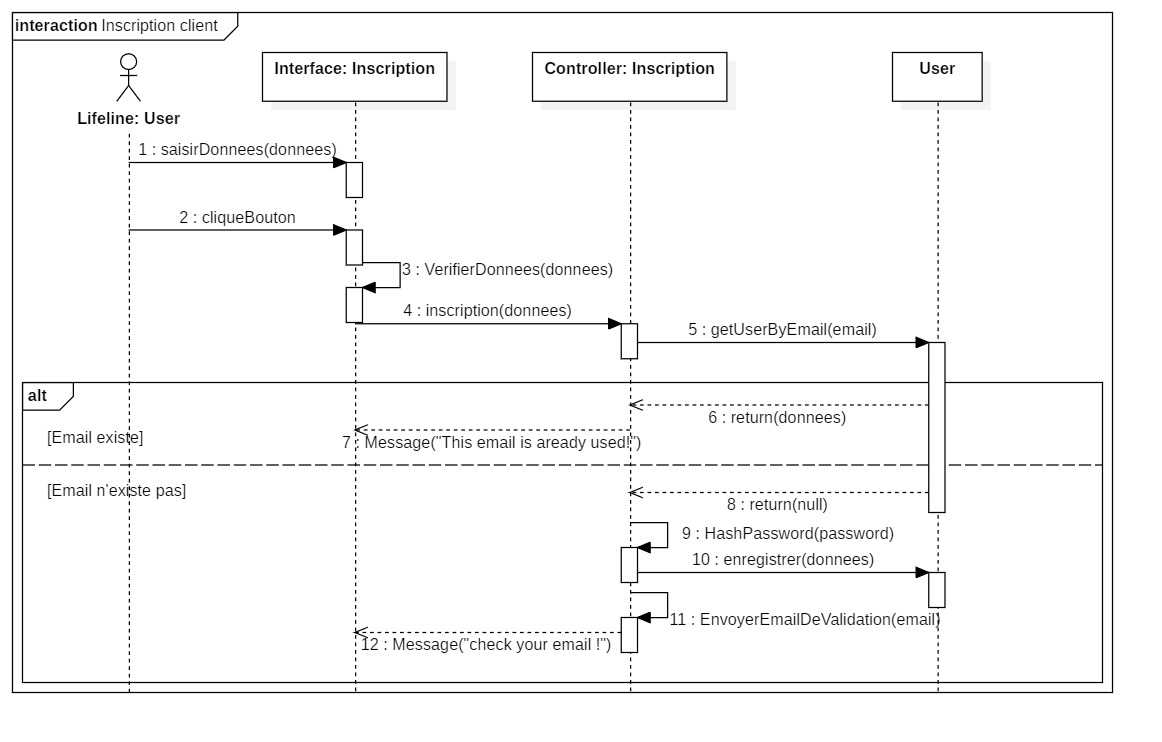 interaction Inscription client
Interface: Inscription
Controller: Inscription
User
Lifeline: User
1 : saisirDonnees(donnees)
2 : cliqueBouton
3 : VerifierDonnees(donnees)
4 : inscription(donnees)
5 : getUserByEmail(email)
alt
6 : return(donnees)
[Email existe]
7 : Message("This email is aready used!")
[Email n'existe pas]
8 : return(null)
9 : HashPassword(password)
10 : enregistrer(donnees)
11 : EnvoyerEmailDeValidation(email)
12 : Message("check your email !")